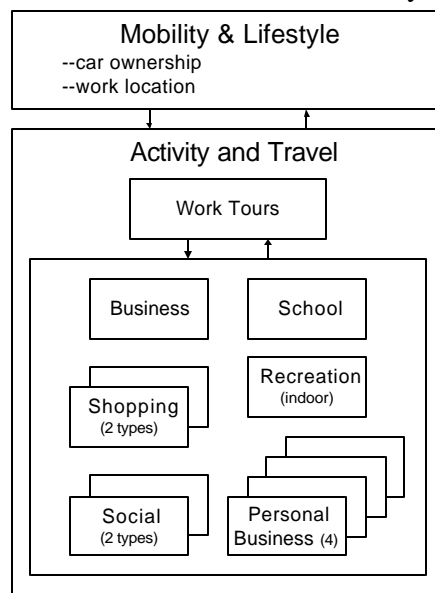 Mobility & Lifestyle
--car ownership
--work location
Activity and Travel
Work Tours
Business
School
Shopping
(2 types)
Recreation
(indoor)
Social
(2 types)
Personal
Business (4)